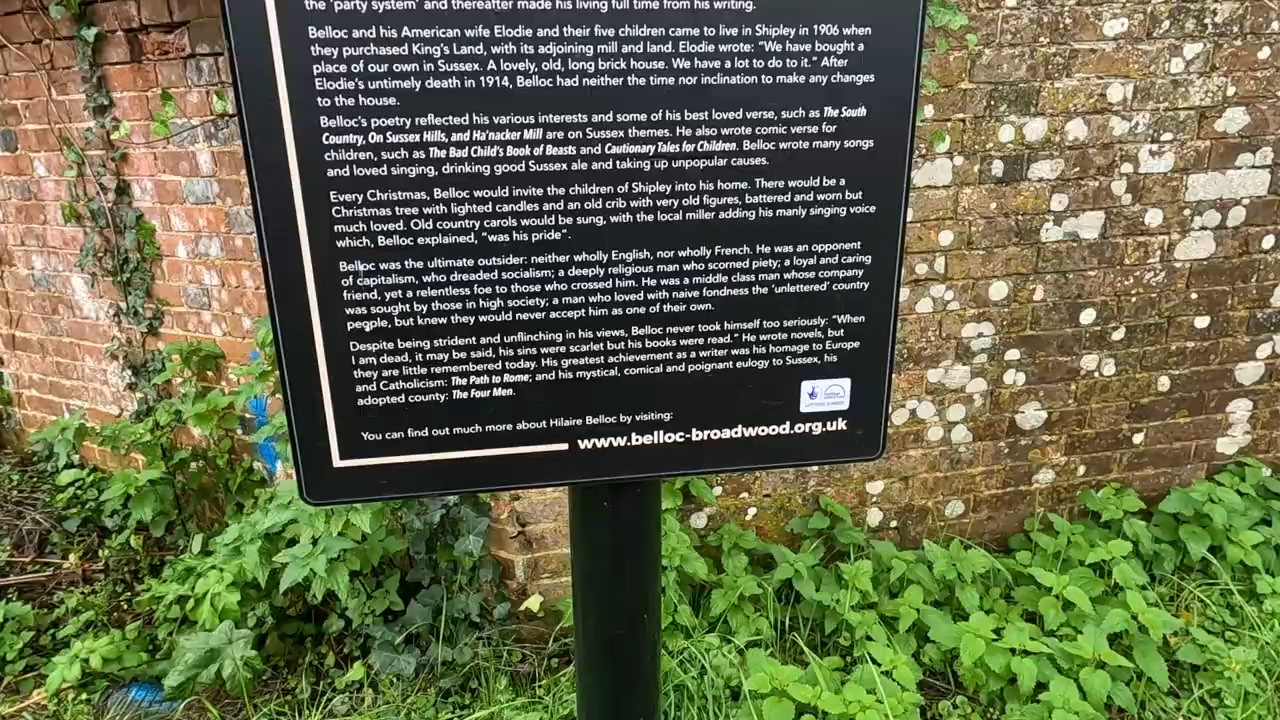 the 'party system' and thereafter made his living full time from his writing.
Belloc and his American wife Elodie and their five children came to live in Shipley in 1906 when
they purchased King's Land, with its adjoining mill and land. Elodie wrote: "We have bought a
place of our own in Sussex. A lovely, old, long brick house. We have a lot to do to it." After
Elodie's untimely death in 1914, Belloc had neither the time nor inclination to make any changes
to the house.
Belloc's poetry reflected his various interests and some of his best loved verse, such as The South
Country, On Sussex Hills, and Ha'nacker Mill are on Sussex themes. He also wrote comic verse for
children, such as The Bad Child's Book of Beasts and Cautionary Tales for Children. Belloc wrote many songs
and loved singing, drinking good Sussex ale and taking up unpopular causes.
Every Christmas, Belloc would invite the children of Shipley into his home. There would be a
Christmas tree with lighted candles and an old crib with very old figures, battered and worn but
much loved. Old country carols would be sung, with the local miller adding his manly singing voice
which, Belloc explained, "was his pride".
Belloc was the ultimate outsider: neither wholly English, nor wholly French. He was an opponent
of capitalism, who dreaded socialism; a deeply religious man who scorned piety; a loyal and caring
friend, yet a relentless foe to those who crossed him. He was a middle class man whose company
was sought by those in high society; a man who loved with naive fondness the 'unlettered' country
people, but knew they would never accept him as one of their own.
Despite being strident and unflinching in his views, Belloc never took himself too seriously: "When
I am dead, it may be said, his sins were scarlet but his books were read." He wrote novels, but
they are little remembered today. His greatest achievement as a writer was his homage to Europe
and Catholicism: The Path to Rome; and his mystical, comical and poignant eulogy to Sussex, his
adopted county: The Four Men.
You can find out much more about Hilaire Belloc by visiting:
www.belloc-broadwood.org.uk